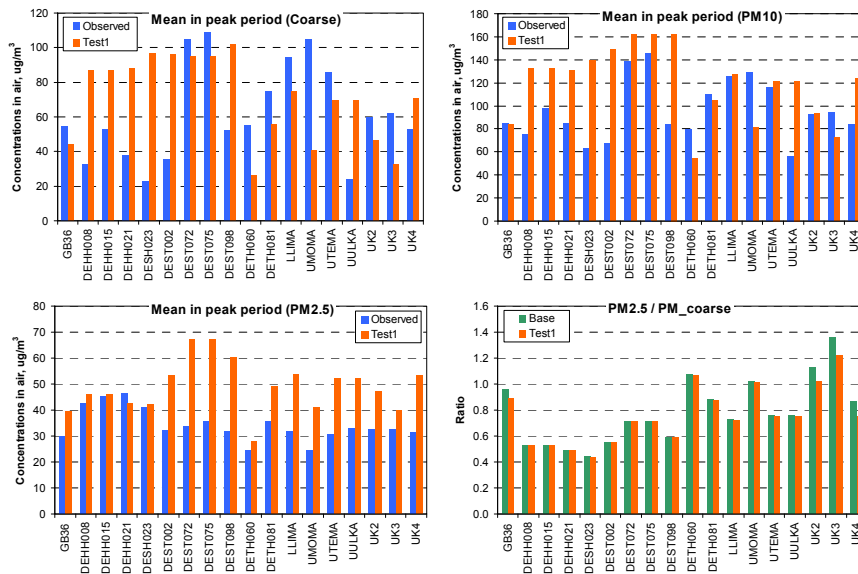 Mean in peak period (Coarse)
Concentrations in air, ug/m³
120
100
80
60
40
20
0
Observed
Test1
GB36
DEHH008
DEHH015
DEHH021
DESH023
DEST002
DEST072
DEST075
DEST098
DETH060
DETH081
LLIMA
UMOMA
UTEMA
UULKA
UK2
UK3
UK4
Mean in peak period (PM10)
Concentrations in air, ug/m³
180
160
140
120
100
80
60
40
20
0
Observed
Test1
GB36
DEHH008
DEHH015
DEHH021
DESH023
DEST002
DEST072
DEST075
DEST098
DETH060
DETH081
LLIMA
UMOMA
UTEMA
UULKA
UK2
UK3
UK4
Mean in peak period (PM2.5)
Concentrations in air, ug/m³
80
70
60
50
40
30
20
10
0
Observed
Test1
GB36
DEHH008
DEHH015
DEHH021
DESH023
DEST002
DEST072
DEST075
DEST098
DETH060
DETH081
LLIMA
UMOMA
UTEMA
UULKA
UK2
UK3
UK4
PM2.5 / PM_coarse
Ratio
1.6
1.4
1.2
1.0
0.8
0.6
0.4
0.2
0.0
Base
Test1
GB36
DEHH008
DEHH015
DEHH021
DESH023
DEST002
DEST072
DEST075
DEST098
DETH060
DETH081
LLIMA
UMOMA
UTEMA
UULKA
UK2
UK3
UK4